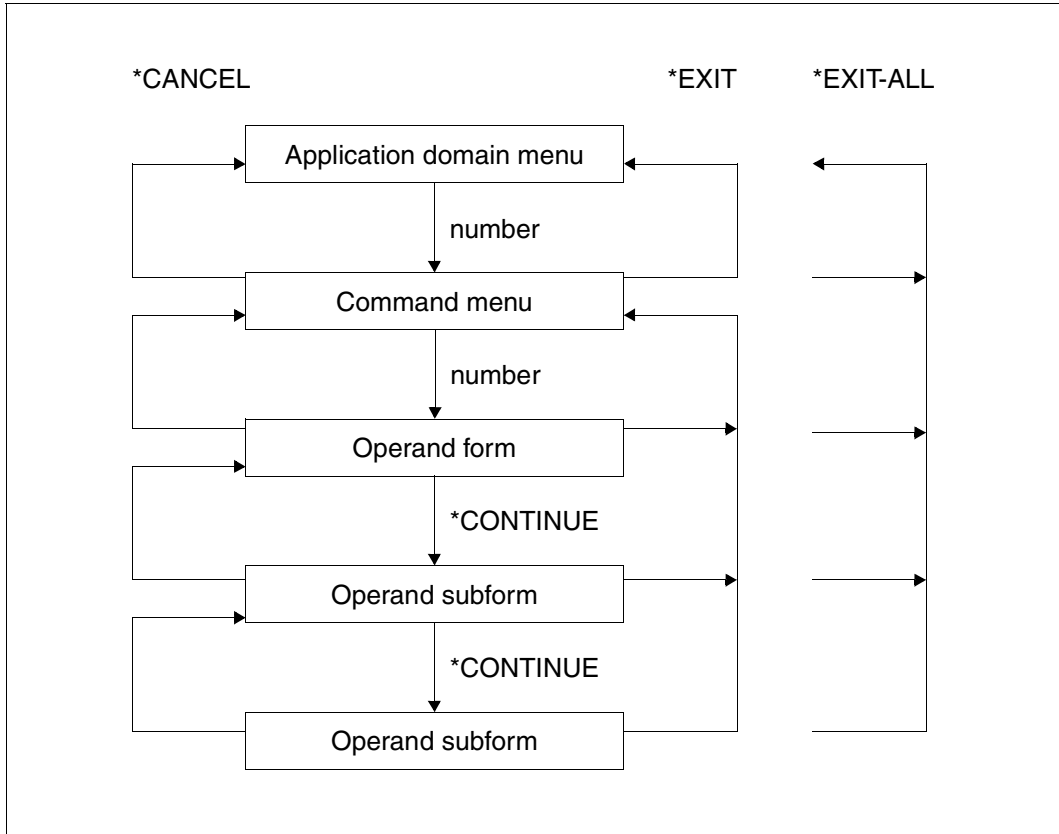 *CANCEL
*EXIT
*EXIT-ALL
Application domain menu
number
Command menu
number
Operand form
*CONTINUE
Operand subform
*CONTINUE
Operand subform